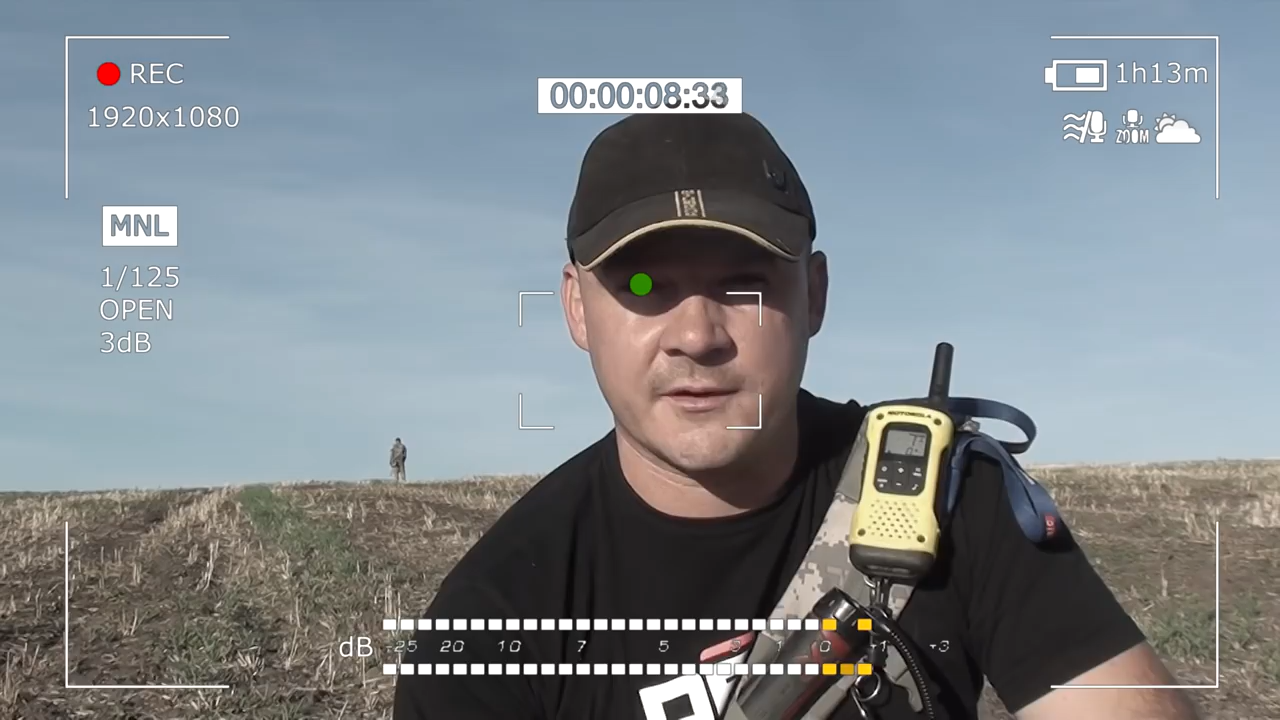 REC
1920x1080
00:00:08:33
1h13m
ZOOM
MNL
1/125
OPEN
3dB
MOTOROLA
dB -25 20 10 7 5 3 1 0 +1 +3